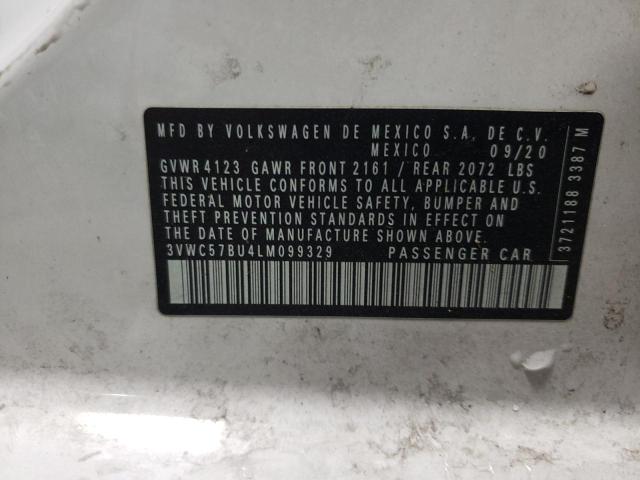 MFD BY VOLKSWAGEN DE MEXICO S.A. DE C.V.
MEXICO 09/20
GVWR 4123 GAWR FRONT 2161 / REAR 2072 LBS
THIS VEHICLE CONFORMS TO ALL APPLICABLE U.S.
FEDERAL MOTOR VEHICLE SAFETY, BUMPER AND
THEFT PREVENTION STANDARDS IN EFFECT ON
THE DATE OF MANUFACTURE SHOWN ABOVE.
3VWC57BU4LM099329 PASSENGER CAR
3721188 3387 M